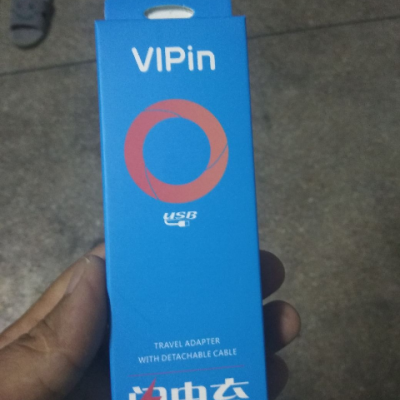 VIPin
USB
TRAVEL ADAPTER
WITH DETACHABLE CABLE